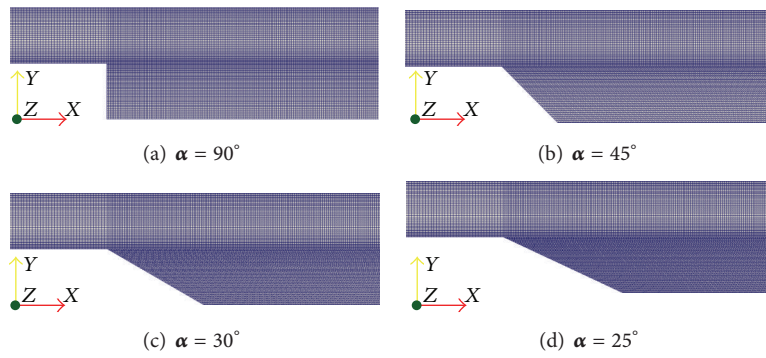 Y
Z X
(a) α = 90°
Y
Z X
(b) α = 45°
Y
Z X
(c) α = 30°
Y
Z X
(d) α = 25°